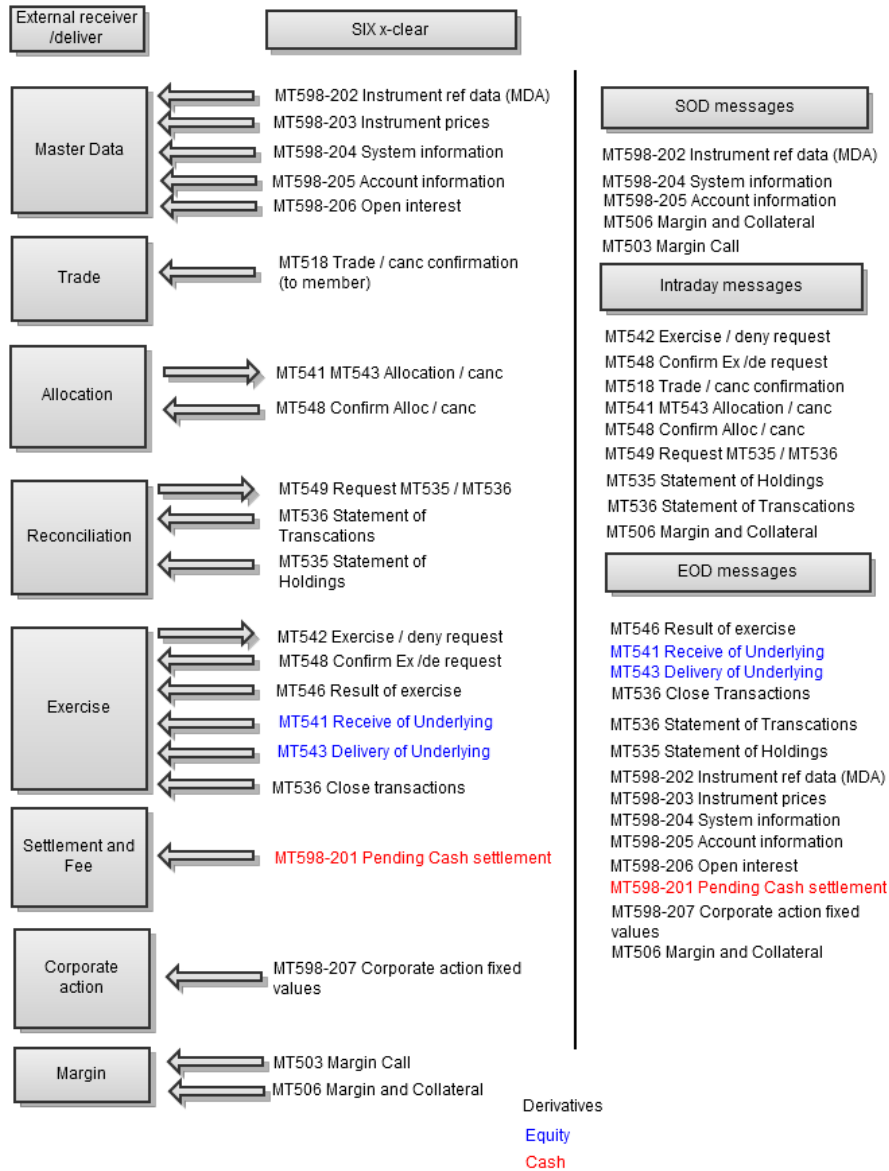 External receiver
/deliver
SIX x-clear
Master Data
MT598-202 Instrument ref data (MDA)
MT598-203 Instrument prices
MT598-204 System information
MT598-205 Account information
MT598-206 Open interest
Trade
MT518 Trade / canc confirmation
(to member)
Allocation
MT541 MT543 Allocation / canc
MT548 Confirm Alloc / canc
Reconciliation
MT549 Request MT535 / MT536
MT536 Statement of
Transcations
MT535 Statement of
Holdings
Exercise
MT542 Exercise / deny request
MT548 Confirm Ex /de request
MT546 Result of exercise
MT541 Receive of Underlying
MT543 Delivery of Underlying
MT536 Close transactions
Settlement and
Fee
MT598-201 Pending Cash settlement
Corporate
action
MT598-207 Corporate action fixed
values
Margin
MT503 Margin Call
MT506 Margin and Collateral
SOD messages
MT598-202 Instrument ref data (MDA)
MT598-204 System information
MT598-205 Account information
MT506 Margin and Collateral
MT503 Margin Call
Intraday messages
MT542 Exercise / deny request
MT548 Confirm Ex /de request
MT518 Trade / canc confirmation
MT541 MT543 Allocation / canc
MT548 Confirm Alloc / canc
MT549 Request MT535 / MT536
MT535 Statement of Holdings
MT536 Statement of Transcations
MT506 Margin and Collateral
EOD messages
MT546 Result of exercise
MT541 Receive of Underlying
MT543 Delivery of Underlying
MT536 Close Transactions
MT536 Statement of Transcations
MT535 Statement of Holdings
MT598-202 Instrument ref data (MDA)
MT598-203 Instrument prices
MT598-204 System information
MT598-205 Account information
MT598-206 Open interest
MT598-201 Pending Cash settlement
MT598-207 Corporate action fixed
values
MT506 Margin and Collateral
Derivatives
Equity
Cash